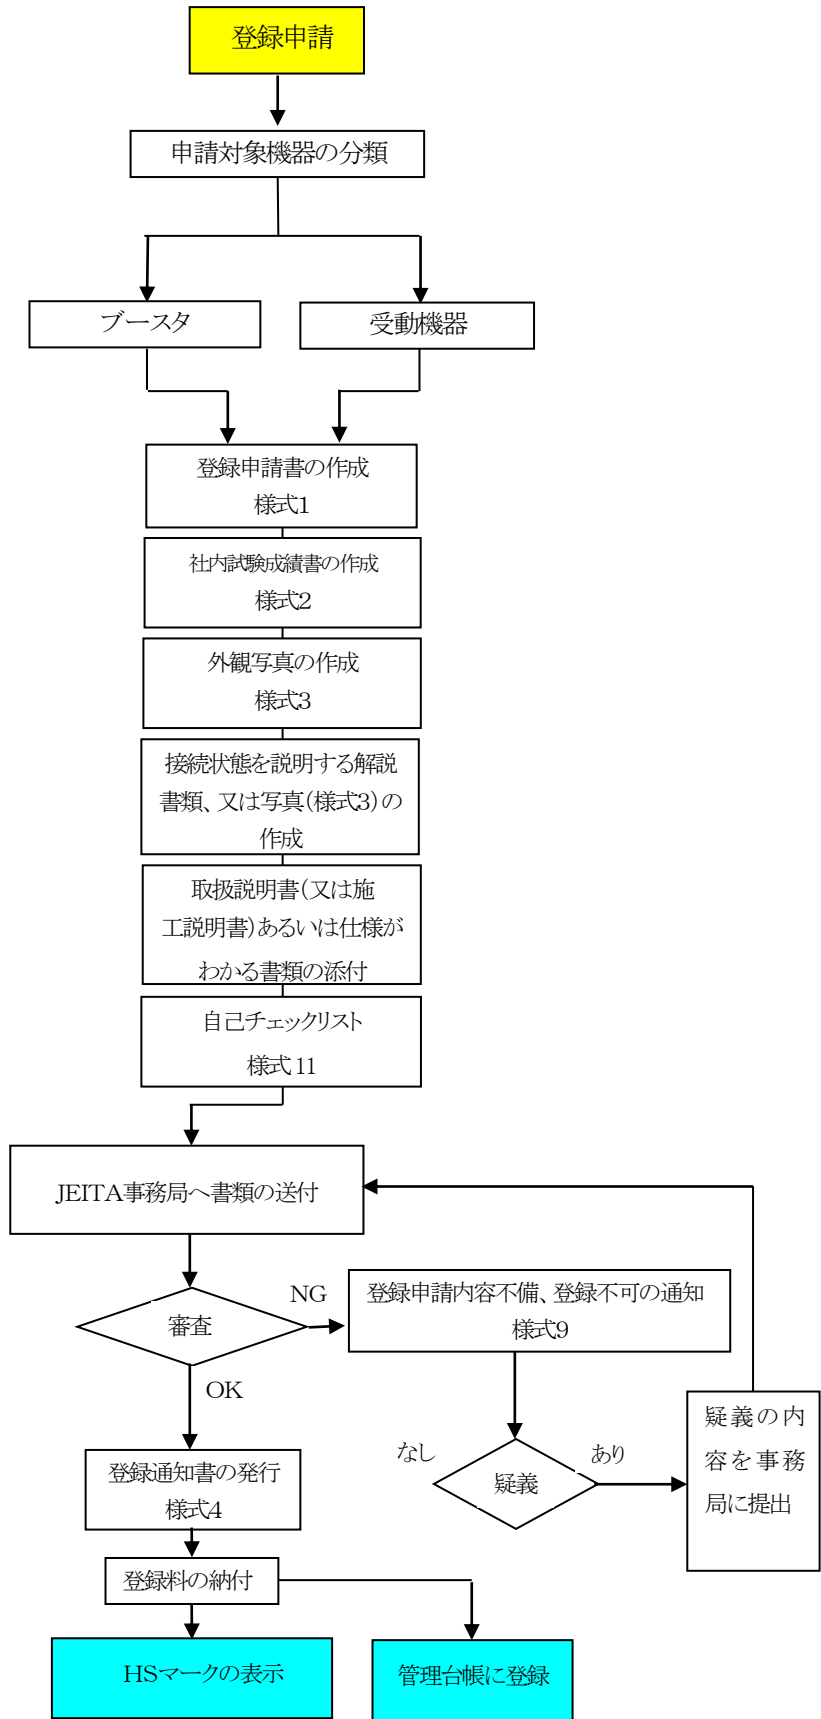 登録申請
申請対象機器の分類
ブースタ
受動機器
登録申請書の作成
様式1
社内試験成績書の作成
様式2
外観写真の作成
様式3
接続状態を説明する解説
書類、又は写真(様式3)の
作成
取扱説明書(又は施
工説明書)あるいは仕様が
わかる書類の添付
自己チェックリスト
様式 11
JEITA事務局へ書類の送付
審査
NG
登録申請内容不備、登録不可の通知
様式9
OK
なし
疑義
あり
疑義の内
容を事務
局に提出
登録通知書の発行
様式4
登録料の納付
HSマークの表示
管理台帳に登録